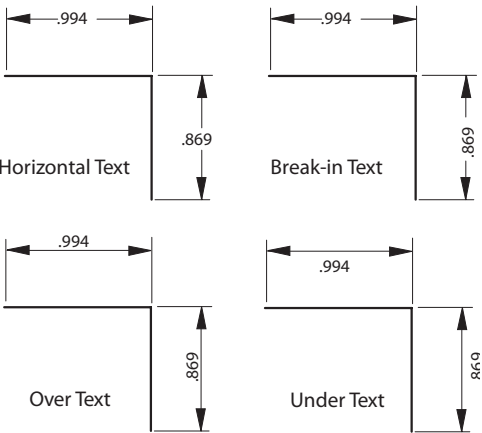 .994
.869
Horizontal Text
.994
.869
Break-in Text
.994
.869
Over Text
.994
.869
Under Text